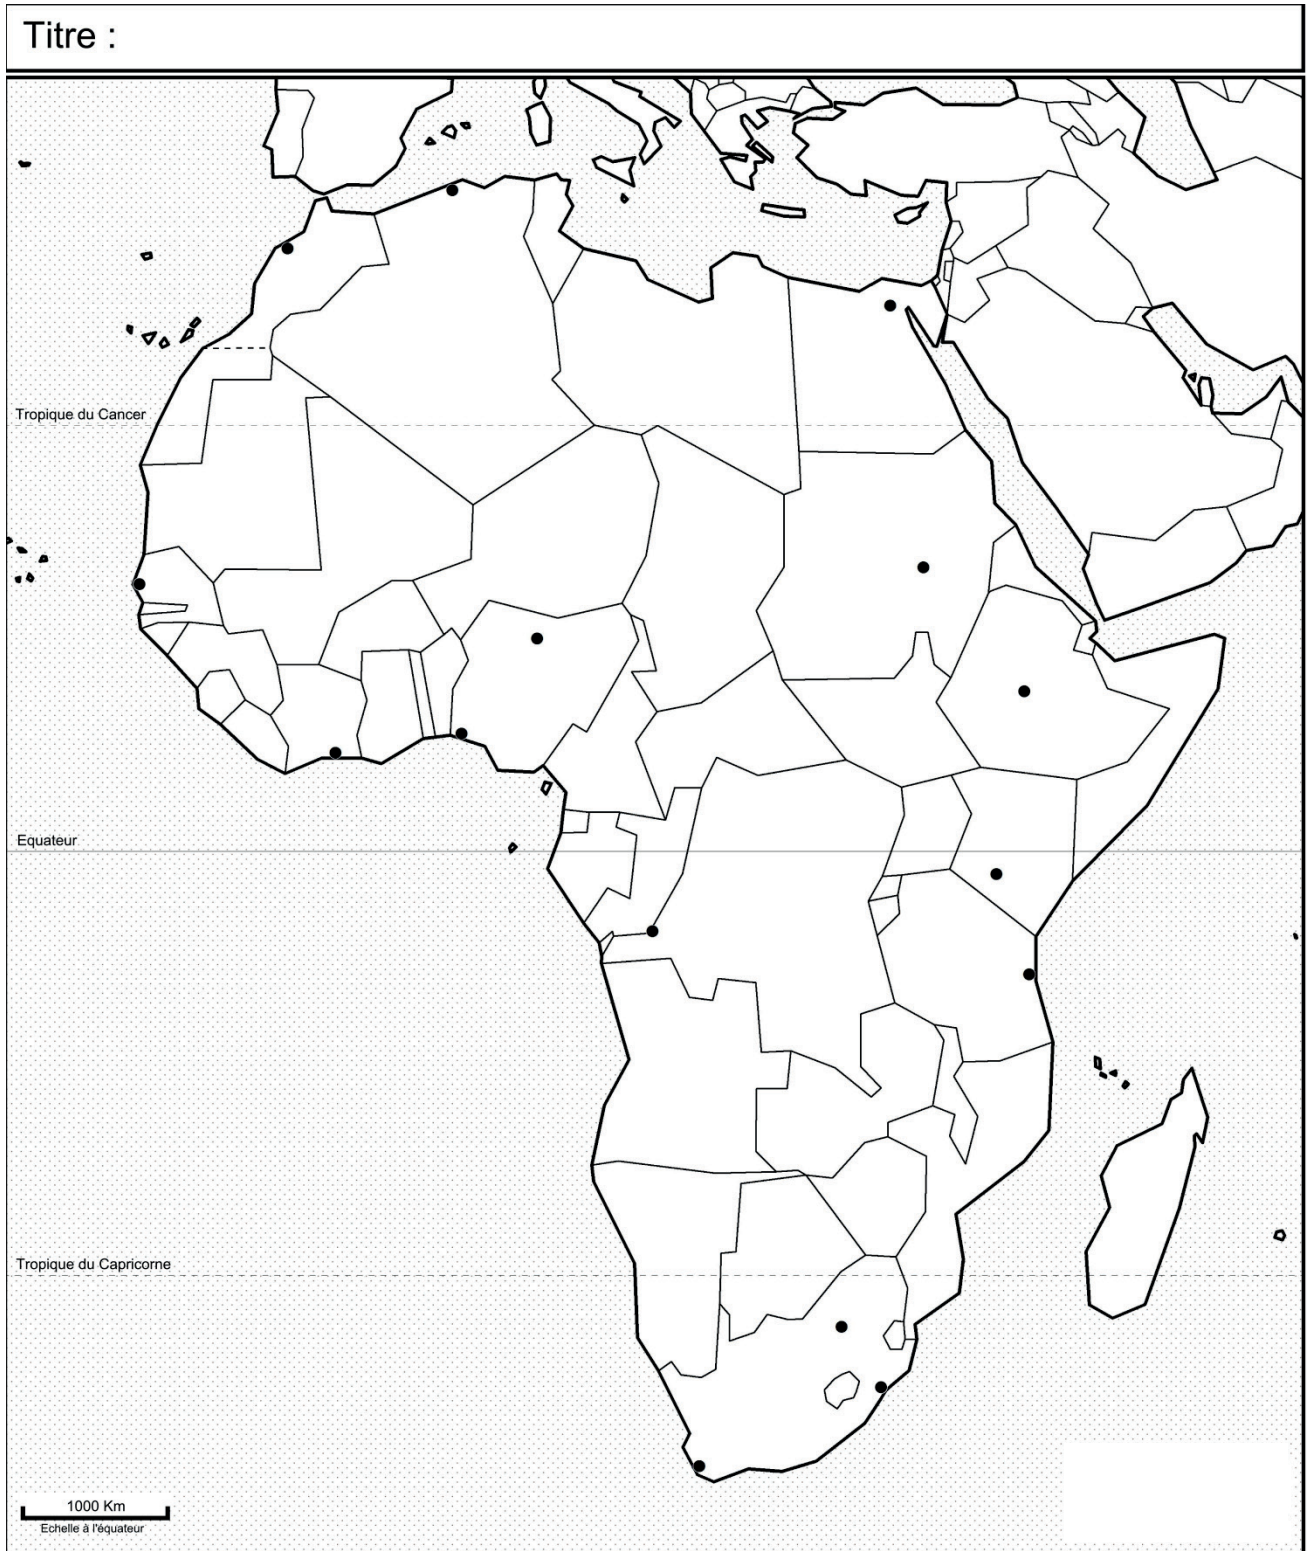 Titre :
Tropique du Cancer
Equateur
Tropique du Capricorne
1000 Km
Echelle à l'équateur